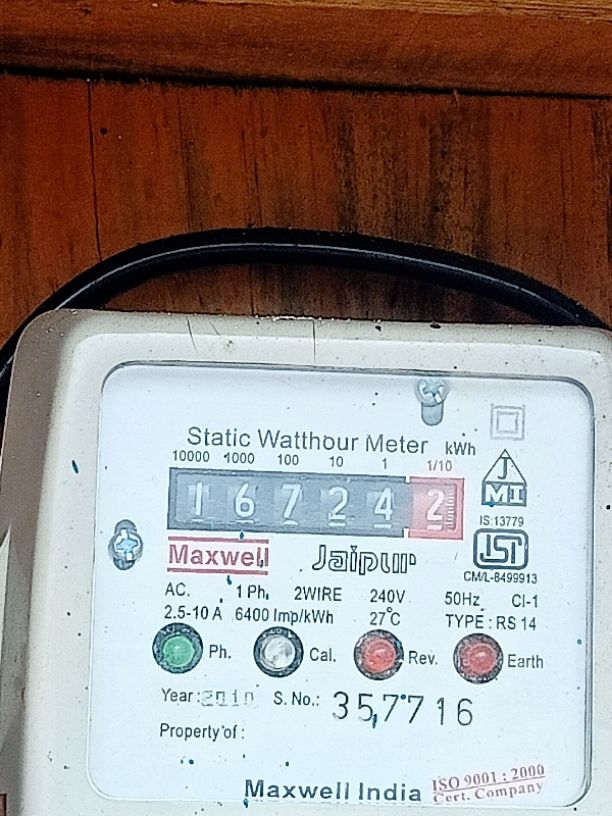 Static Watthour Meter kWh
10000 1000 100 10 1 1/10
1 6 7 2 4 2
J
MI
IS:13779
ISI
Maxwell Jaipur
CM/L-8499913
AC. 1 Ph. 2WIRE 240V 50Hz Cl-1
2.5-10 A 6400 Imp/kWh 27°C TYPE : RS 14
Ph. Cal. Rev. Earth
Year : 2010 S. No.: 357716
Property of :
Maxwell India ISO 9001 : 2000
Cert. Company